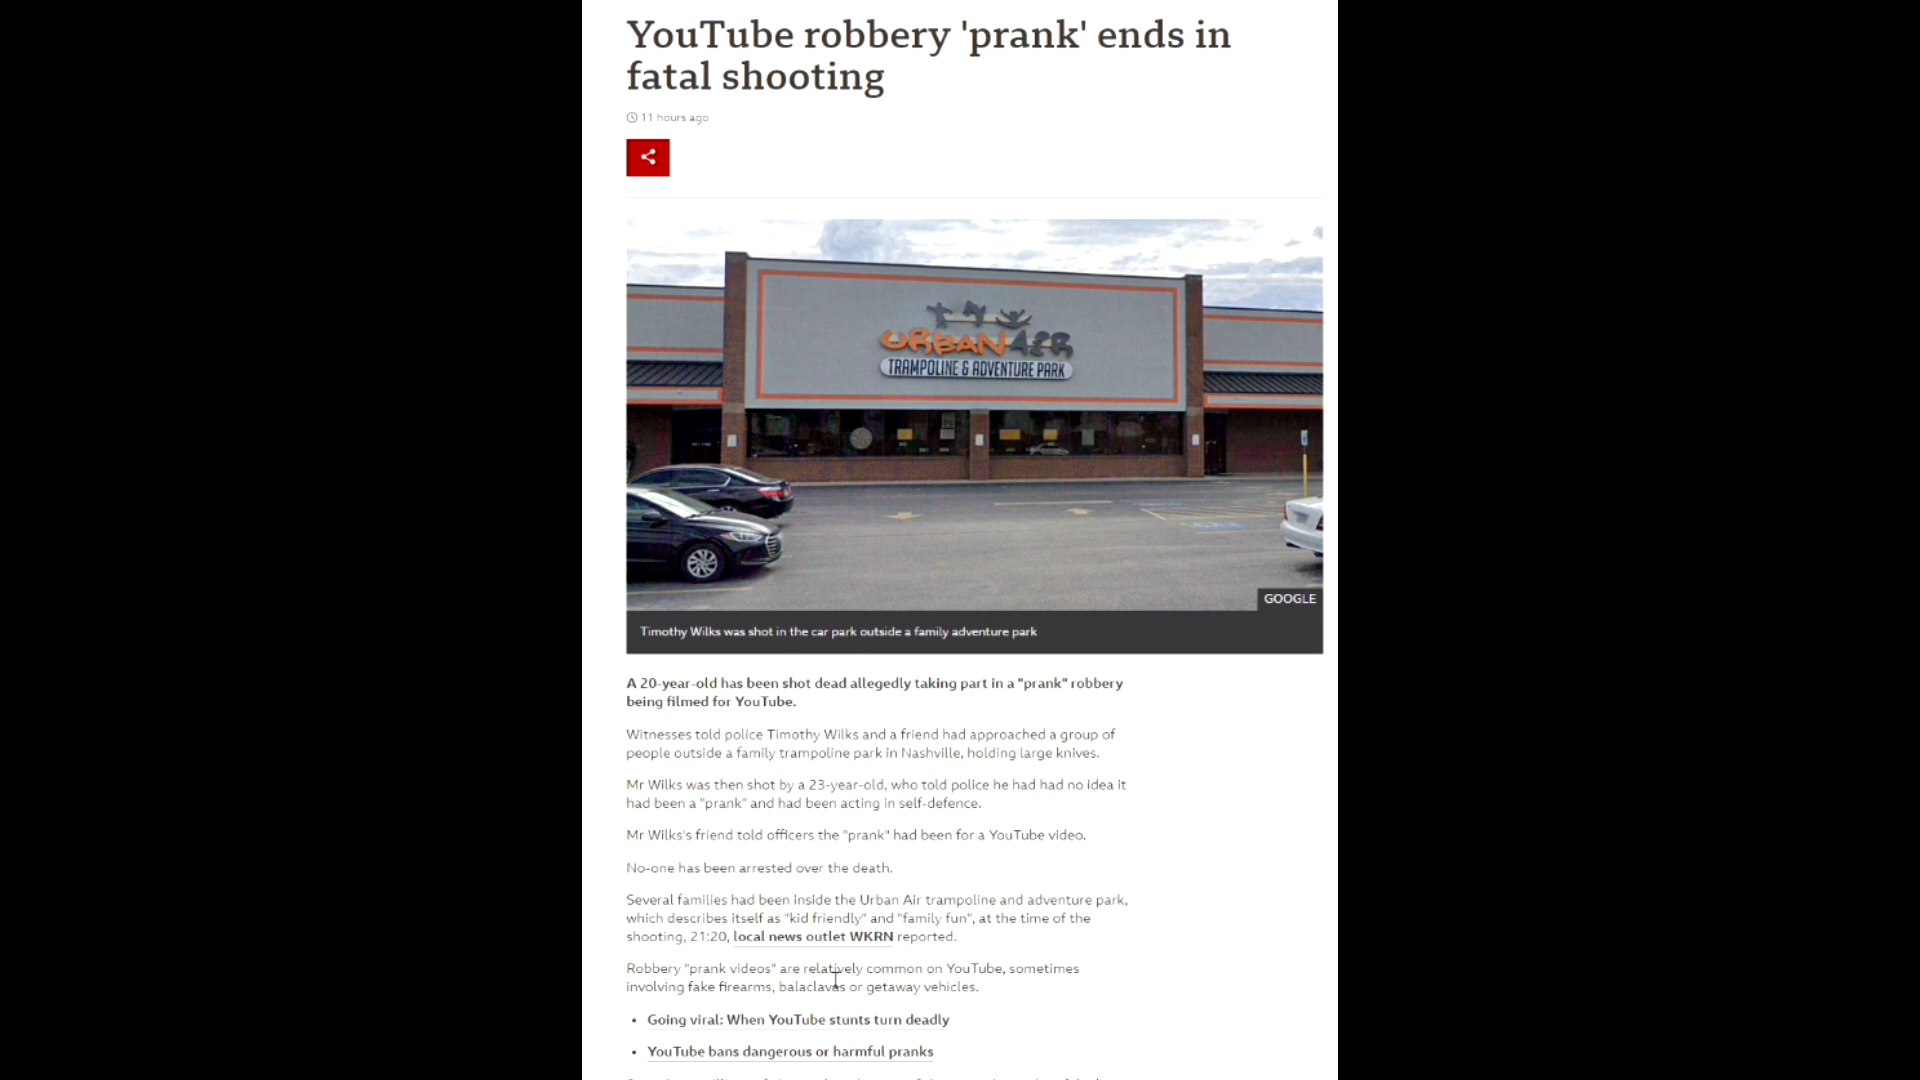 YouTube robbery 'prank' ends in
fatal shooting
11 hours ago
URBAN AIR
TRAMPOLINE & ADVENTURE PARK
GOOGLE
Timothy Wilks was shot in the car park outside a family adventure park
A 20-year-old has been shot dead allegedly taking part in a "prank" robbery
being filmed for YouTube.
Witnesses told police Timothy Wilks and a friend had approached a group of
people outside a family trampoline park in Nashville, holding large knives.
Mr Wilks was then shot by a 23-year-old, who told police he had had no idea it
had been a "prank" and had been acting in self-defence.
Mr Wilks's friend told officers the "prank" had been for a YouTube video.
No-one has been arrested over the death.
Several families had been inside the Urban Air trampoline and adventure park,
which describes itself as "kid friendly" and "family fun", at the time of the
shooting, 21:20, local news outlet WKRN reported.
Robbery "prank videos" are relatively common on YouTube, sometimes
involving fake firearms, balaclavas or getaway vehicles.
• Going viral: When YouTube stunts turn deadly
• YouTube bans dangerous or harmful pranks